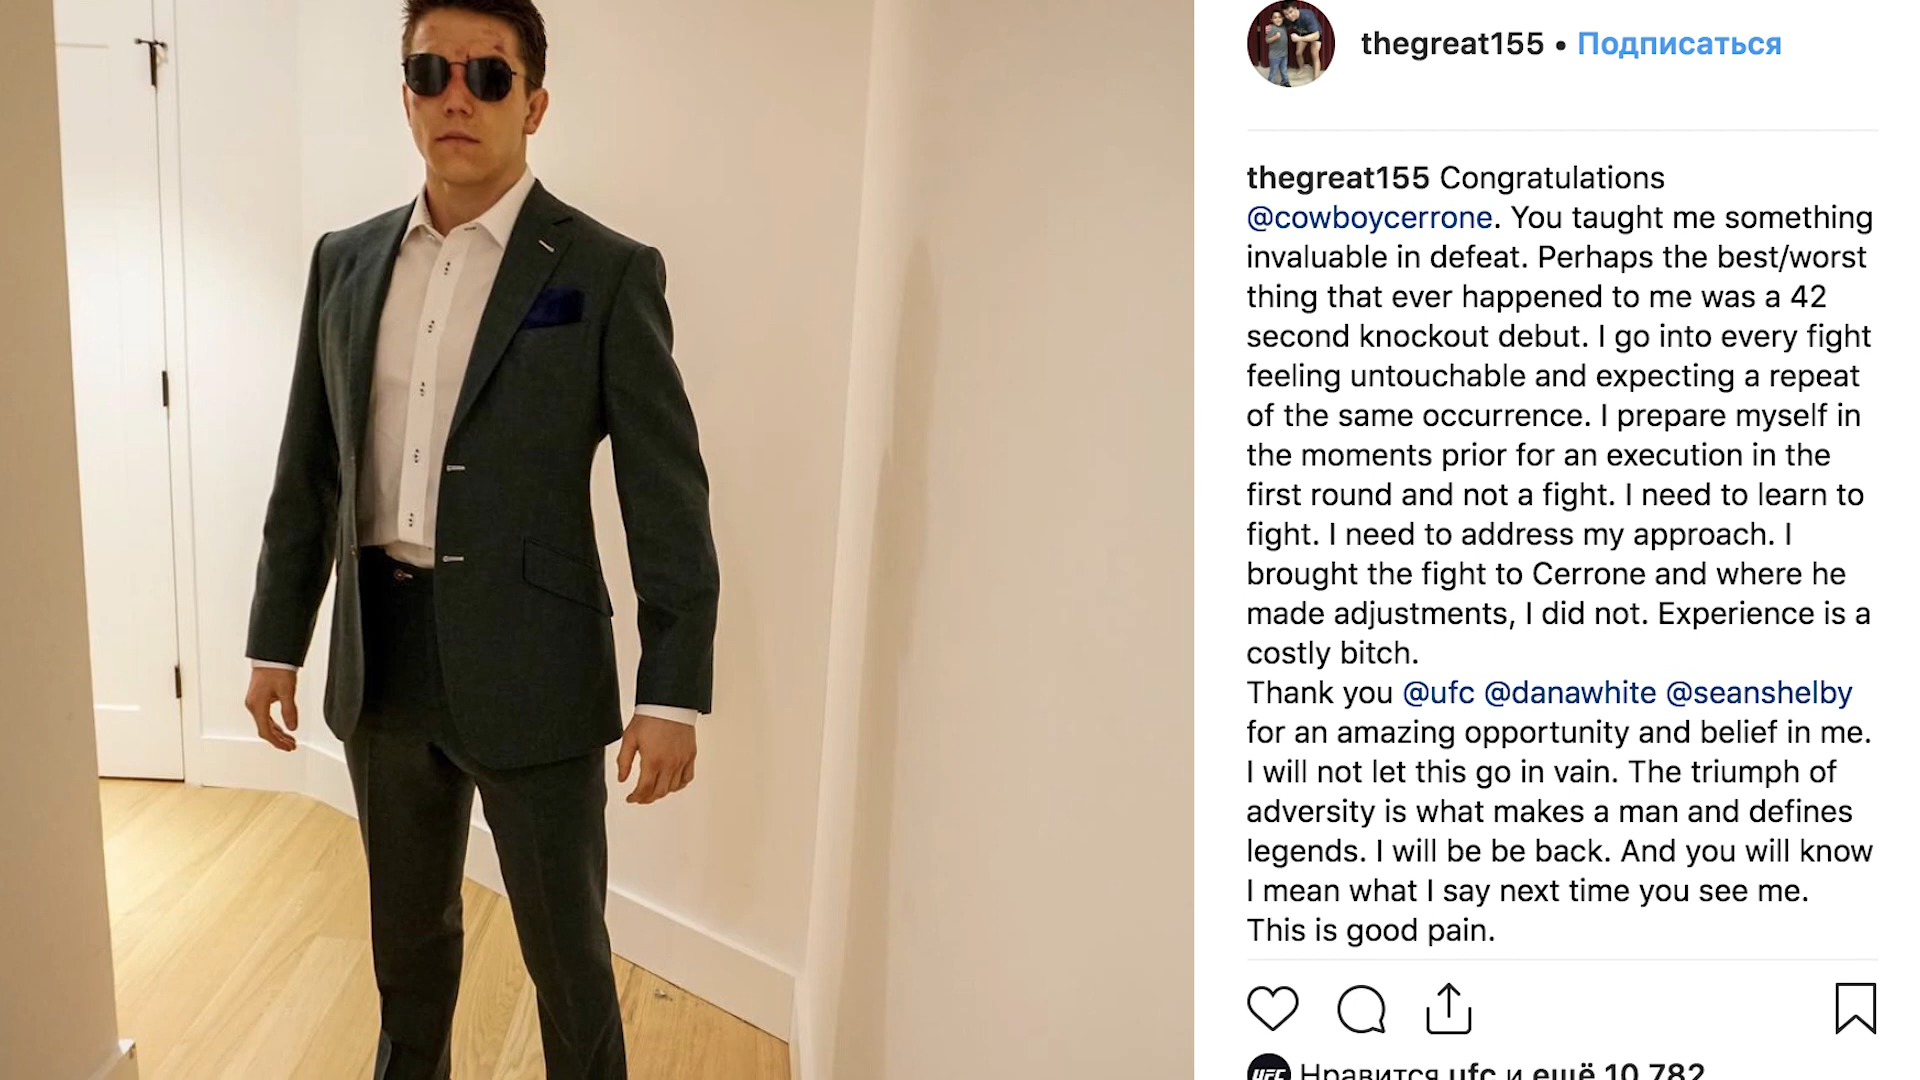 thegreat155 • Подписаться
thegreat155 Congratulations
@cowboycerrone. You taught me something
invaluable in defeat. Perhaps the best/worst
thing that ever happened to me was a 42
second knockout debut. I go into every fight
feeling untouchable and expecting a repeat
of the same occurrence. I prepare myself in
the moments prior for an execution in the
first round and not a fight. I need to learn to
fight. I need to address my approach. I
brought the fight to Cerrone and where he
made adjustments, I did not. Experience is a
costly bitch.
Thank you @ufc @danawhite @seanshelby
for an amazing opportunity and belief in me.
I will not let this go in vain. The triumph of
adversity is what makes a man and defines
legends. I will be be back. And you will know
I mean what I say next time you see me.
This is good pain.
UFC Нравится ufc и ещё 10 782